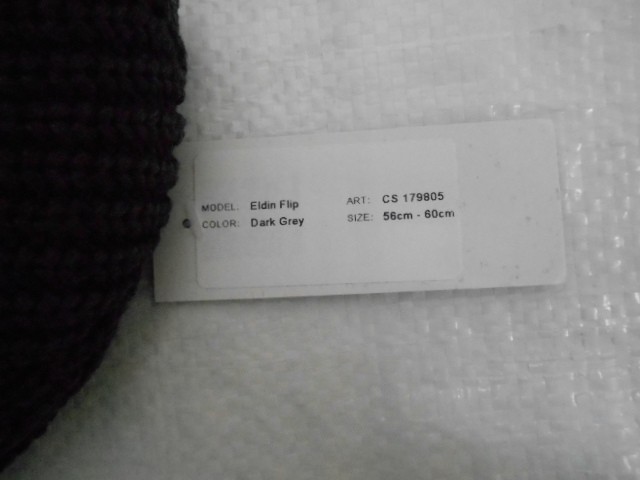 MODEL: Eldin Flip ART: CS 179805
COLOR: Dark Grey SIZE: 56cm - 60cm